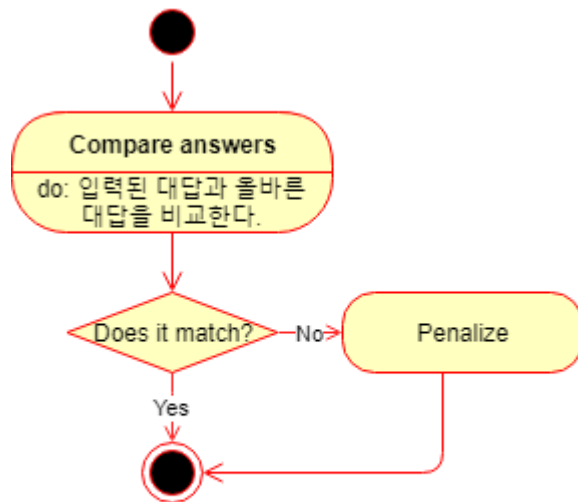 Compare answers
do: 입력된 대답과 올바른
대답을 비교한다.
Does it match?
No
Penalize
Yes